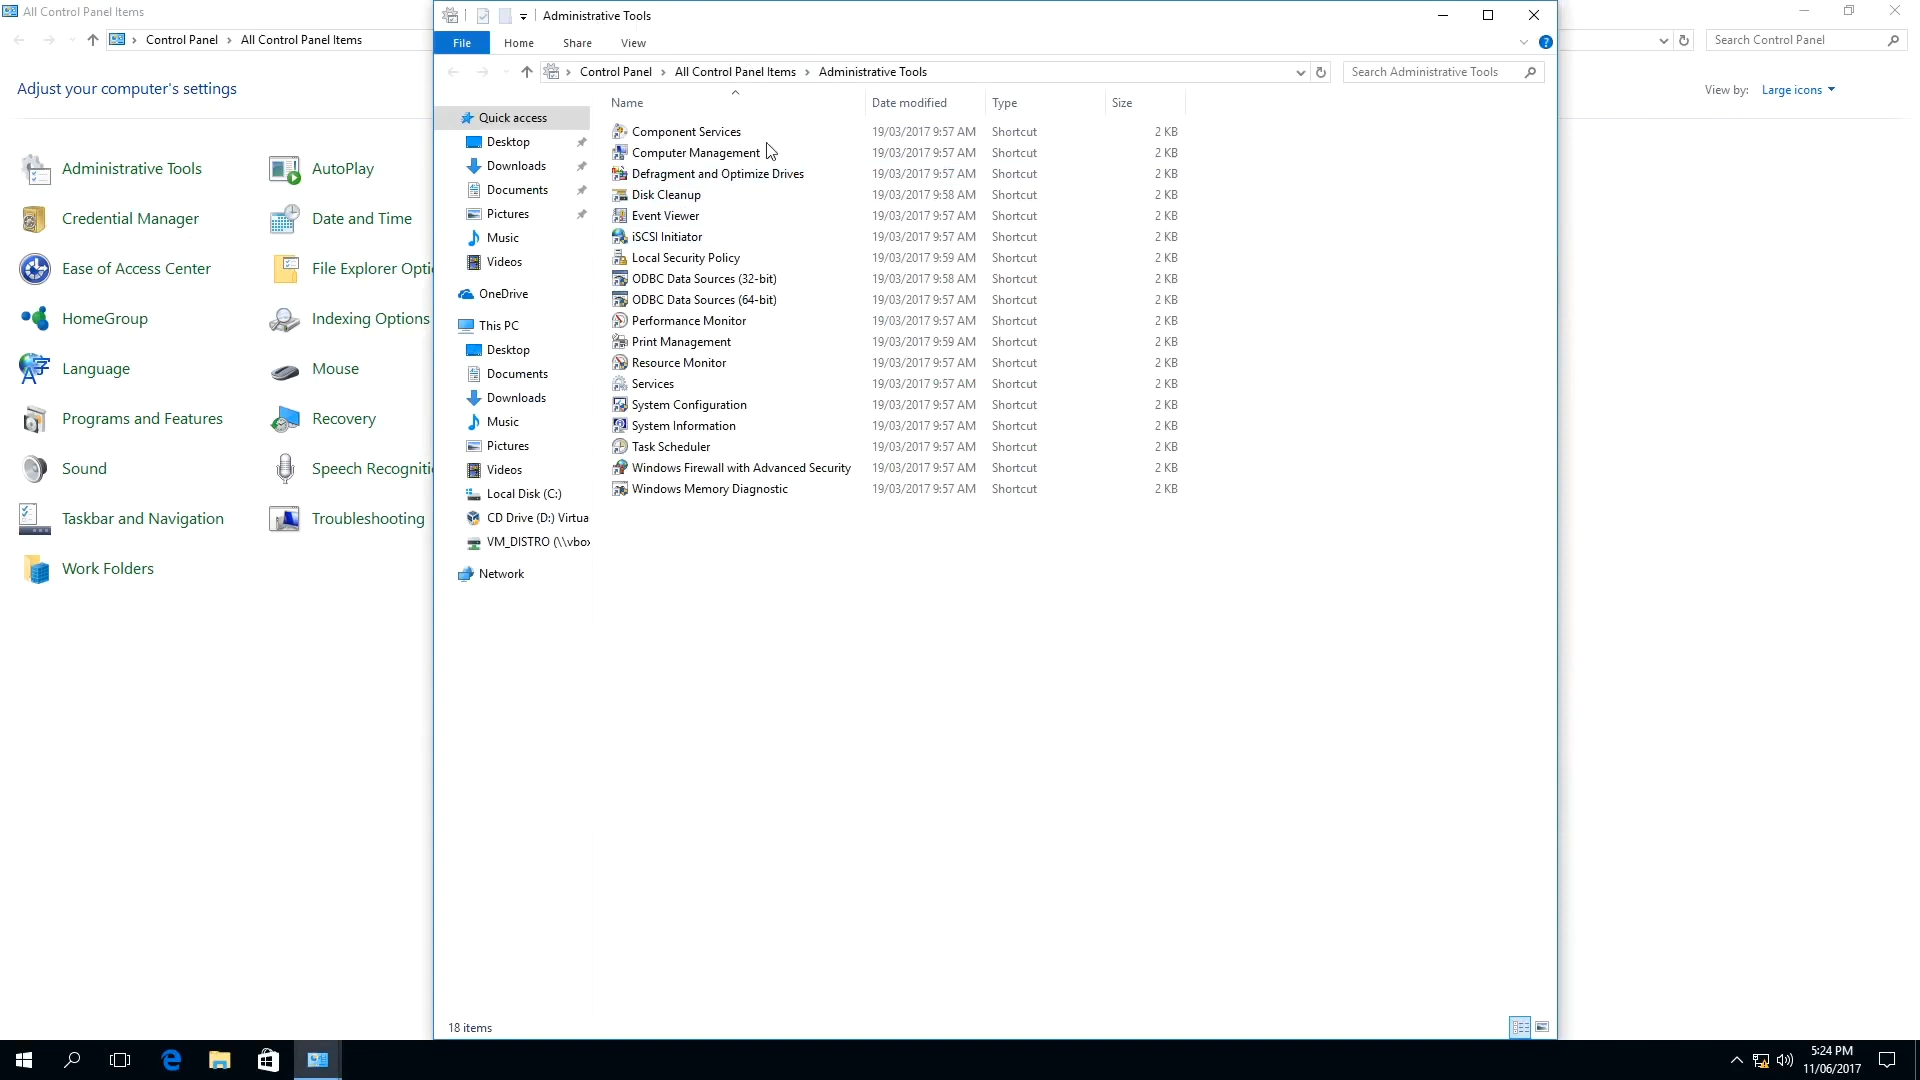 All Control Panel Items
Control Panel All Control Panel Items
Search Control Panel
Adjust your computer's settings
View by: Large icons
Administrative Tools
AutoPlay
Credential Manager
Date and Time
Ease of Access Center
File Explorer Opti
HomeGroup
Indexing Options
Language
Mouse
Programs and Features
Recovery
Sound
Speech Recogniti
Taskbar and Navigation
Troubleshooting
Work Folders
Administrative Tools
File Home Share View
Control Panel All Control Panel Items Administrative Tools
Search Administrative Tools
Quick access
Desktop
Downloads
Documents
Pictures
Music
Videos
OneDrive
This PC
Desktop
Documents
Downloads
Music
Pictures
Videos
Local Disk (C:)
CD Drive (D:) Virtua
VM_DISTRO (\\vbox
Network
Name Date modified Type Size
Component Services 19/03/2017 9:57 AM Shortcut 2 KB
Computer Management 19/03/2017 9:57 AM Shortcut 2 KB
Defragment and Optimize Drives 19/03/2017 9:57 AM Shortcut 2 KB
Disk Cleanup 19/03/2017 9:58 AM Shortcut 2 KB
Event Viewer 19/03/2017 9:57 AM Shortcut 2 KB
iSCSI Initiator 19/03/2017 9:57 AM Shortcut 2 KB
Local Security Policy 19/03/2017 9:59 AM Shortcut 2 KB
ODBC Data Sources (32-bit) 19/03/2017 9:58 AM Shortcut 2 KB
ODBC Data Sources (64-bit) 19/03/2017 9:57 AM Shortcut 2 KB
Performance Monitor 19/03/2017 9:57 AM Shortcut 2 KB
Print Management 19/03/2017 9:59 AM Shortcut 2 KB
Resource Monitor 19/03/2017 9:57 AM Shortcut 2 KB
Services 19/03/2017 9:57 AM Shortcut 2 KB
System Configuration 19/03/2017 9:57 AM Shortcut 2 KB
System Information 19/03/2017 9:57 AM Shortcut 2 KB
Task Scheduler 19/03/2017 9:57 AM Shortcut 2 KB
Windows Firewall with Advanced Security 19/03/2017 9:57 AM Shortcut 2 KB
Windows Memory Diagnostic 19/03/2017 9:57 AM Shortcut 2 KB
18 items
5:24 PM
11/06/2017